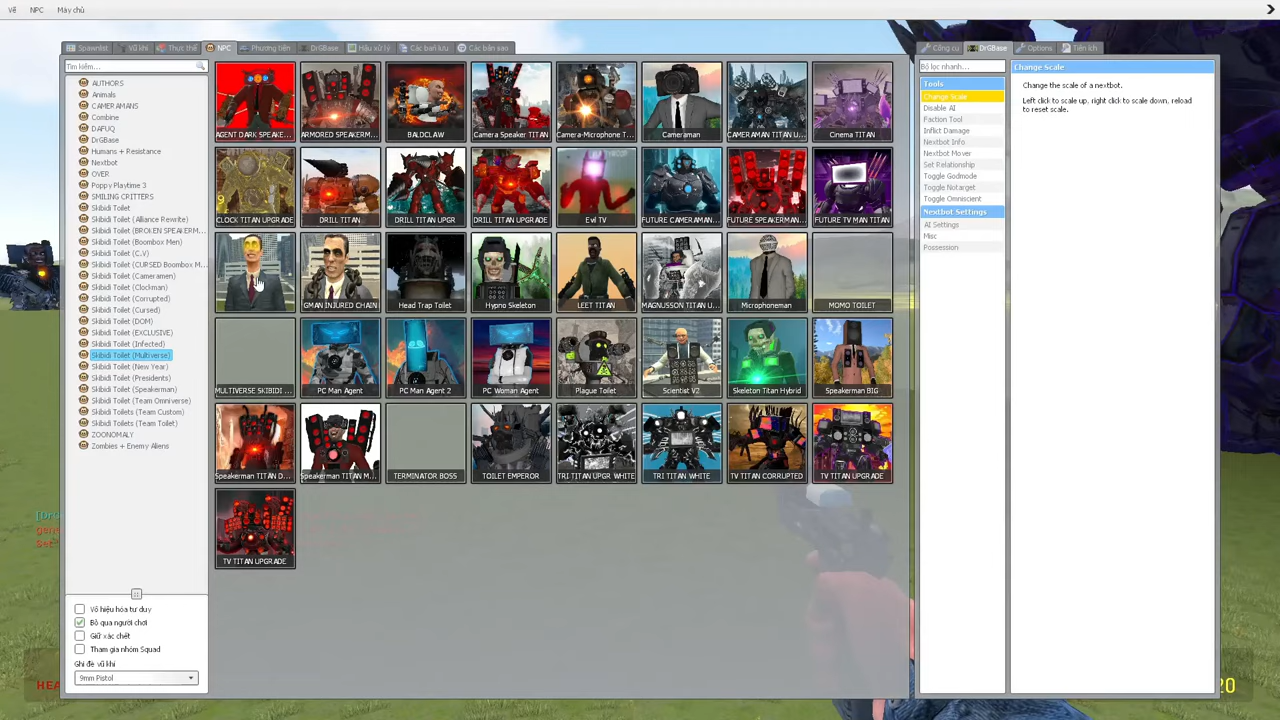 Vẽ NPC Máy chủ
Spawnlist Vũ khí Thực thể NPC Phương tiện DrGBase Hậu xử lý Các bản lưu Các bản sao
Công cụ DrGBase Options Tiện ích
Tìm kiếm...
AUTHORS
Animals
CAMERAMANS
Combine
DAFUQ
DrGBase
Humans + Resistance
Nextbot
OVER
Poppy Playtime 3
SMILING CRITTERS
Skibidi Toilet
Skibidi Toilet (Alliance Rewrite)
Skibidi Toilet (BROKEN SPEAKERM...
Skibidi Toilet (Boombox Men)
Skibidi Toilet (C.V)
Skibidi Toilet (CURSED Boombox M...
Skibidi Toilet (Cameramen)
Skibidi Toilet (Clockman)
Skibidi Toilet (Corrupted)
Skibidi Toilet (Cursed)
Skibidi Toilet (DOM)
Skibidi Toilet (EXCLUSIVE)
Skibidi Toilet (Infected)
Skibidi Toilet (Multiverse)
Skibidi Toilet (New Year)
Skibidi Toilet (Presidents)
Skibidi Toilet (Speakerman)
Skibidi Toilet (Team Omniverse)
Skibidi Toilets (Team Custom)
Skibidi Toilets (Team Toilet)
ZOONOMALY
Zombies + Enemy Aliens
Vô hiệu hóa tư duy
Bỏ qua người chơi
Giữ xác chết
Tham gia nhóm Squad
Ghi đè vũ khí
9mm Pistol
AGENT DARK SPEAKE... ARMORED SPEAKERM... BALDCLAW Camera Speaker TITAN Camera-Microphone T... Cameraman CAMERAMAN TITAN U... Cinema TITAN
CLOCK TITAN UPGRADE DRILL TITAN DRILL TITAN UPGR DRILL TITAN UPGRADE Evil TV FUTURE CAMERAMAN... FUTURE SPEAKERMAN... FUTURE TV MAN TITAN
GMAN INJURED CHAIN Head Trap Toilet Hypno Skeleton LEET TITAN MAGNUSSON TITAN U... Microphoneman MOMO TOILET
MULTIVERSE SKIBIDI ... PC Man Agent PC Man Agent 2 PC Woman Agent Plague Toilet Scientist V2 Skeleton Titan Hybrid Speakerman BIG
Speakerman TITAN D... Speakerman TITAN M... TERMINATOR BOSS TOILET EMPEROR TRI TITAN UPGR WHITE TRI TITAN WHITE TV TITAN CORRUPTED TV TITAN UPGRADE
TV TITAN UPGRADE
Bộ lọc nhanh...
Tools
Change Scale
Disable AI
Faction Tool
Inflict Damage
Nextbot Info
Nextbot Mover
Set Relationship
Toggle Godmode
Toggle Notarget
Toggle Omniscient
Nextbot Settings
AI Settings
Misc
Possession
Change Scale
Change the scale of a nextbot.
Left click to scale up, right click to scale down, reload
to reset scale.
20